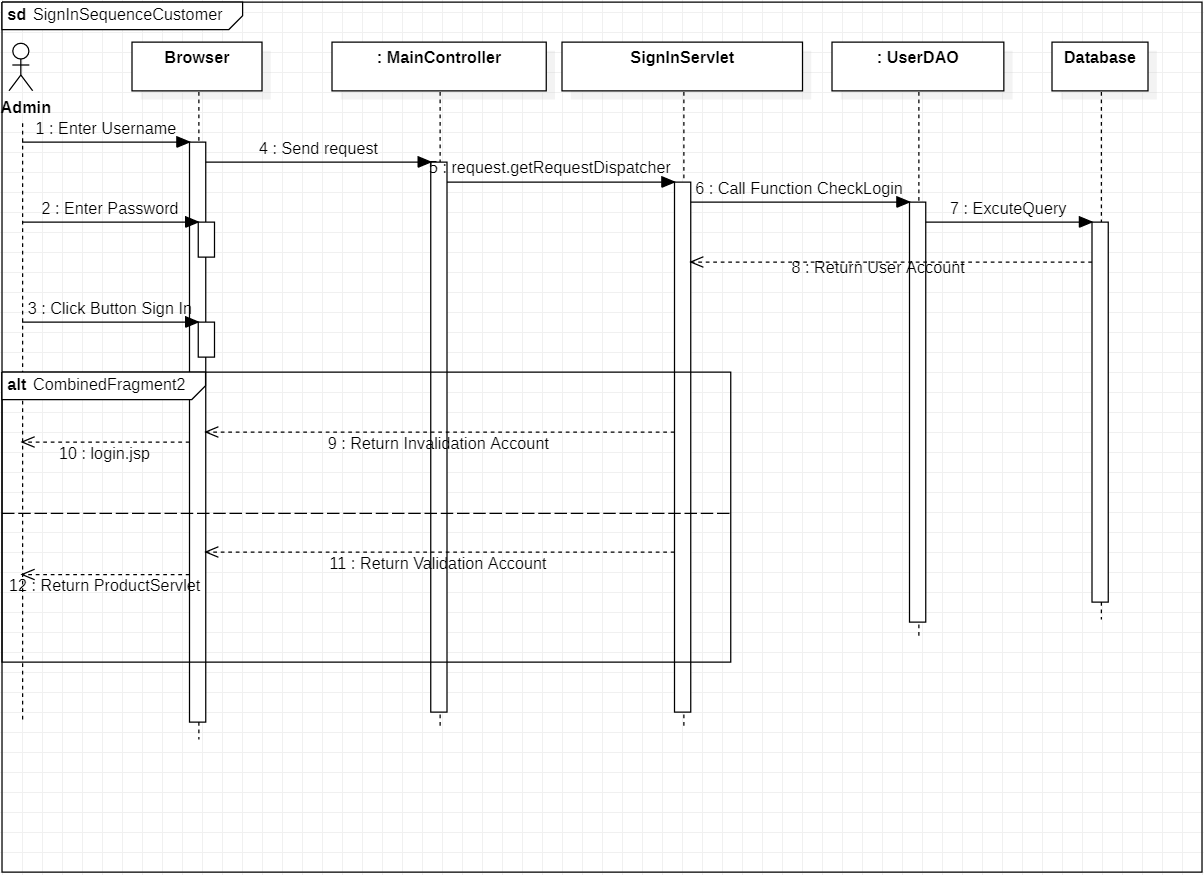 sd SignInSequenceCustomer
Browser
: MainController
SignInServlet
: UserDAO
Database
Admin
1 : Enter Username
4 : Send request
5 : request.getRequestDispatcher
6 : Call Function CheckLogin
2 : Enter Password
7 : ExcuteQuery
8 : Return User Account
3 : Click Button Sign In
alt CombinedFragment2
9 : Return Invalidation Account
10 : login.jsp
11 : Return Validation Account
12 : Return ProductServlet